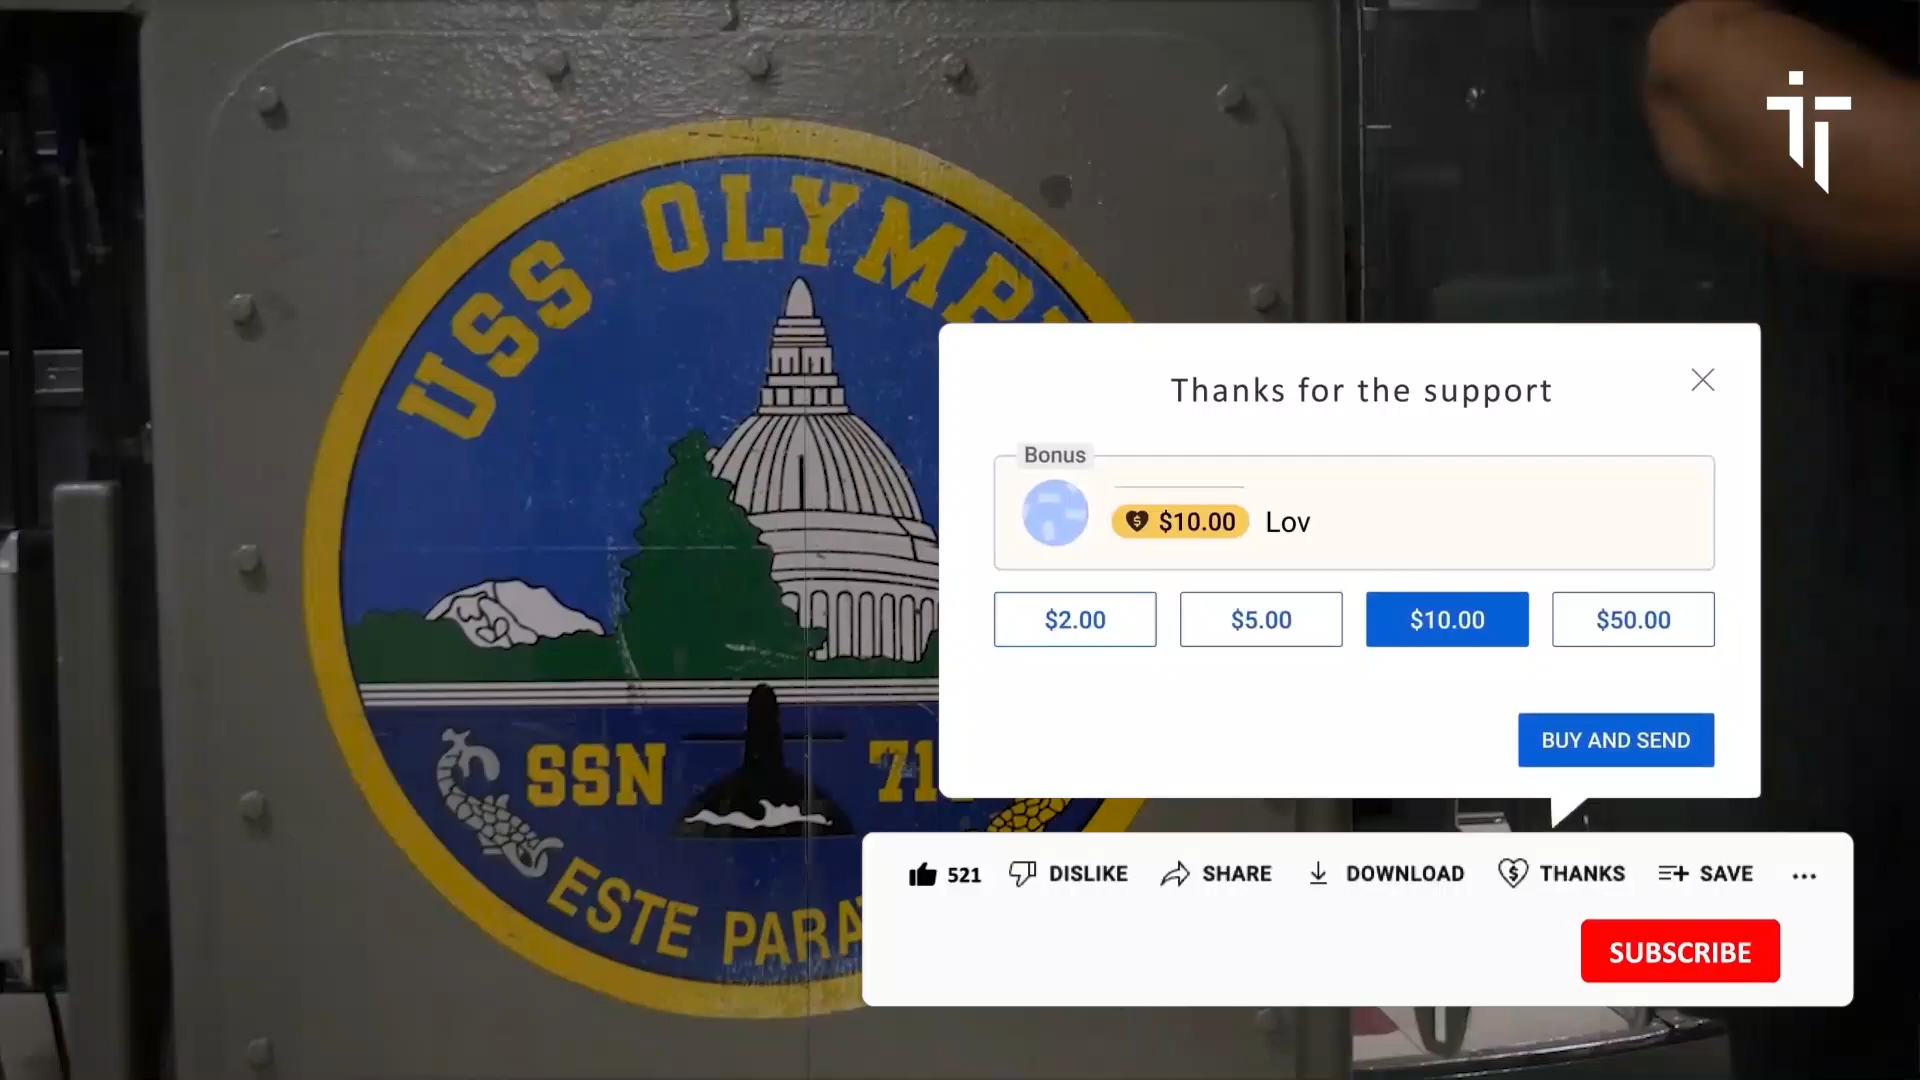 USS OLYMP
SSN 71
ESTE PARA
Thanks for the support
Bonus
$10.00 Lov
$2.00 $5.00 $10.00 $50.00
BUY AND SEND
521 DISLIKE SHARE DOWNLOAD THANKS SAVE ...
SUBSCRIBE